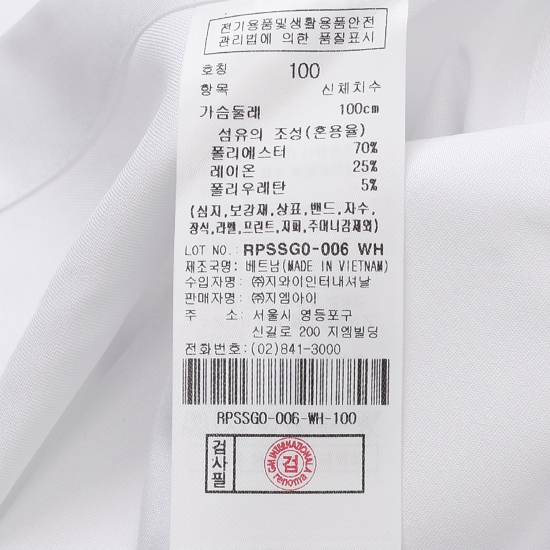 전기용품및생활용품안전
관리법에 의한 품질표시
호칭 100
항목 신체치수
가슴둘레 100cm
섬유의 조성(혼용율)
폴리에스터 70%
레이온 25%
폴리우레탄 5%
(심지,보강재,상표,밴드,자수,
장식,라벨,프린트,지퍼,주머니감제외)
LOT NO.: RPSSG0-006 WH
제조국명: 베트남(MADE IN VIETNAM)
수입자명: ㈜지와이인터내셔날
판매자명: ㈜지엠아이
주 소: 서울시 영등포구
신길로 200 지엠빌딩
전화번호:(02)841-3000
RPSSG0-006-WH-100
검사필
검
renoma